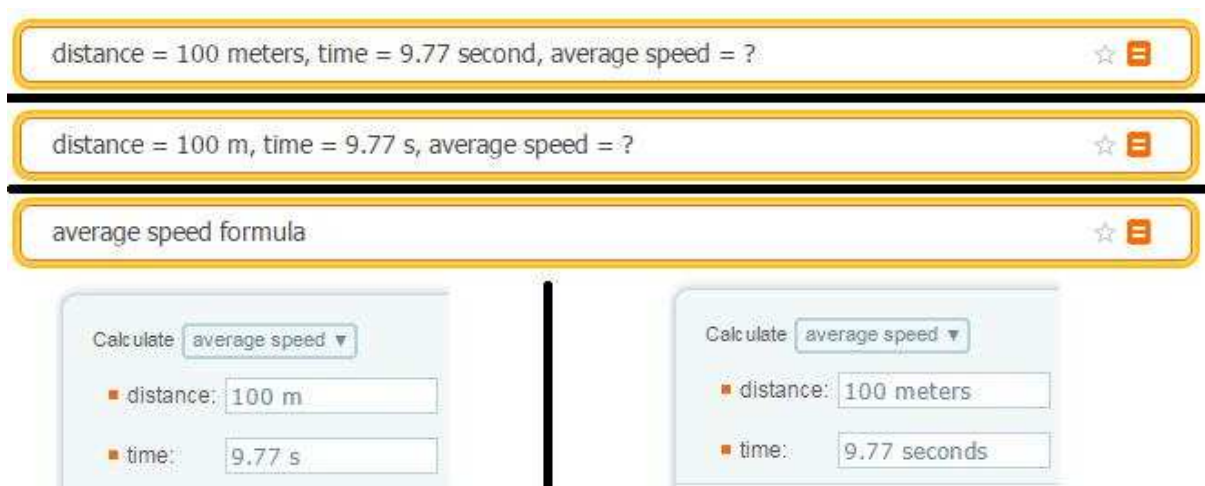 distance = 100 meters, time = 9.77 second, average speed = ?
distance = 100 m, time = 9.77 s, average speed = ?
average speed formula
Calculate average speed ▼
distance: 100 m
time: 9.77 s
Calculate average speed ▼
distance: 100 meters
time: 9.77 seconds